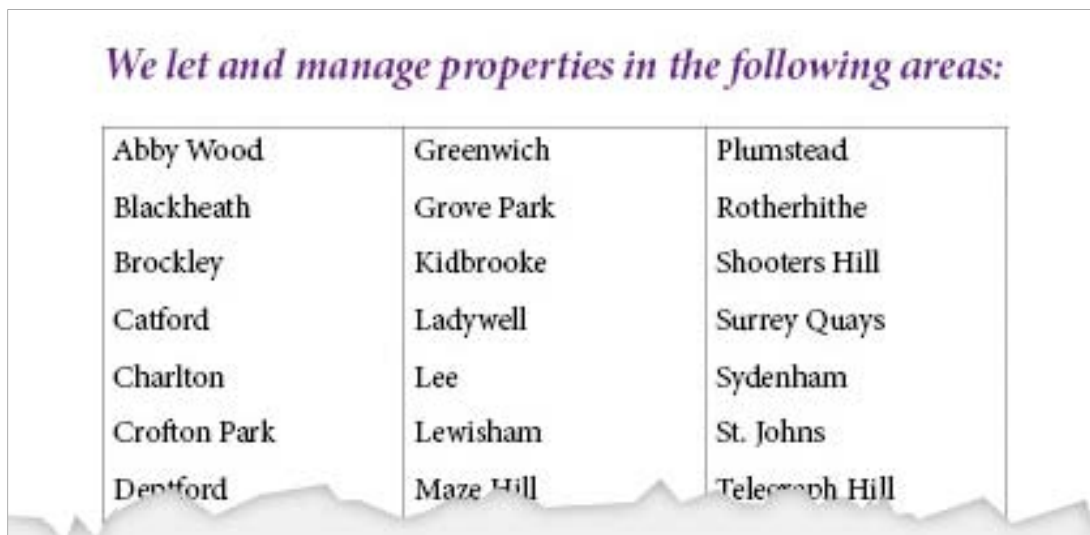 We let and manage properties in the following areas:
Abby Wood Greenwich Plumstead
Blackheath Grove Park Rotherhithe
Brockley Kidbrooke Shooters Hill
Catford Ladywell Surrey Quays
Charlton Lee Sydenham
Crofton Park Lewisham St. Johns
Deptford Maze Hill Telegraph Hill